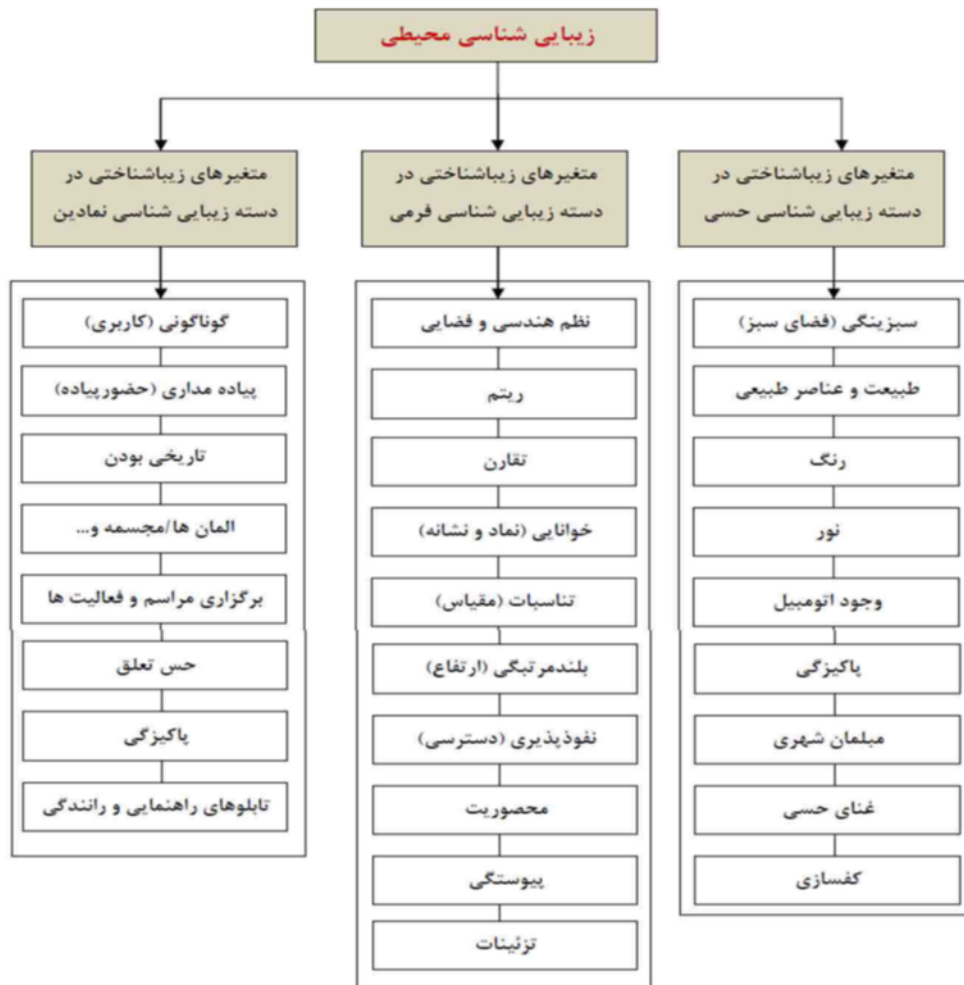 زیبایی شناسی محیطی
متغیرهای زیباشناختی در
دسته زیبایی شناسی حسی
سبزینگی (فضای سبز)
طبیعت و عناصر طبیعی
رنگ
نور
وجود اتومبیل
پاکیزگی
مبلمان شهری
غنای حسی
کفسازی
متغیرهای زیباشناختی در
دسته زیبایی شناسی فرمی
نظم هندسی و فضایی
ریتم
تقارن
خوانایی (نماد و نشانه)
تناسبات (مقیاس)
بلندمرتبگی (ارتفاع)
نفوذپذیری (دسترسی)
محصوریت
پیوستگی
تزئینات
متغیرهای زیباشناختی در
دسته زیبایی شناسی نمادین
گوناگونی (کاربری)
پیاده مداری (حضورپیاده)
تاریخی بودن
المان ها/مجسمه و...
برگزاری مراسم و فعالیت ها
حس تعلق
پاکیزگی
تابلوهای راهنمایی و رانندگی